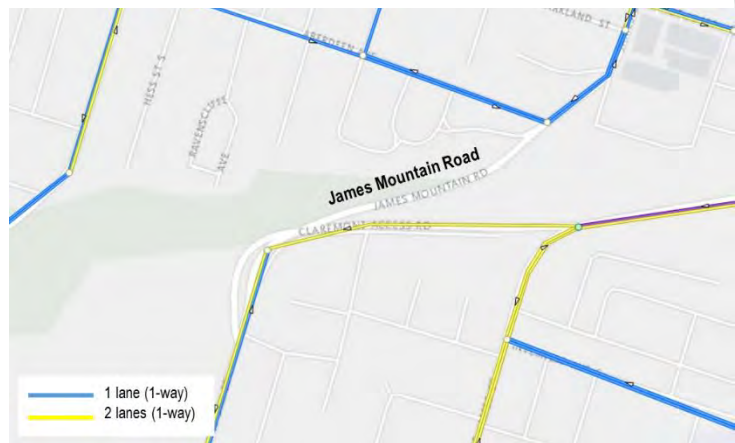 ABERDEEN AVE
HESS ST S
RAVENSCLIFFE
AVE
James Mountain Road
JAMES MOUNTAIN RD
CLAREMONT ACCESS RD
1 lane (1-way)
2 lanes (1-way)